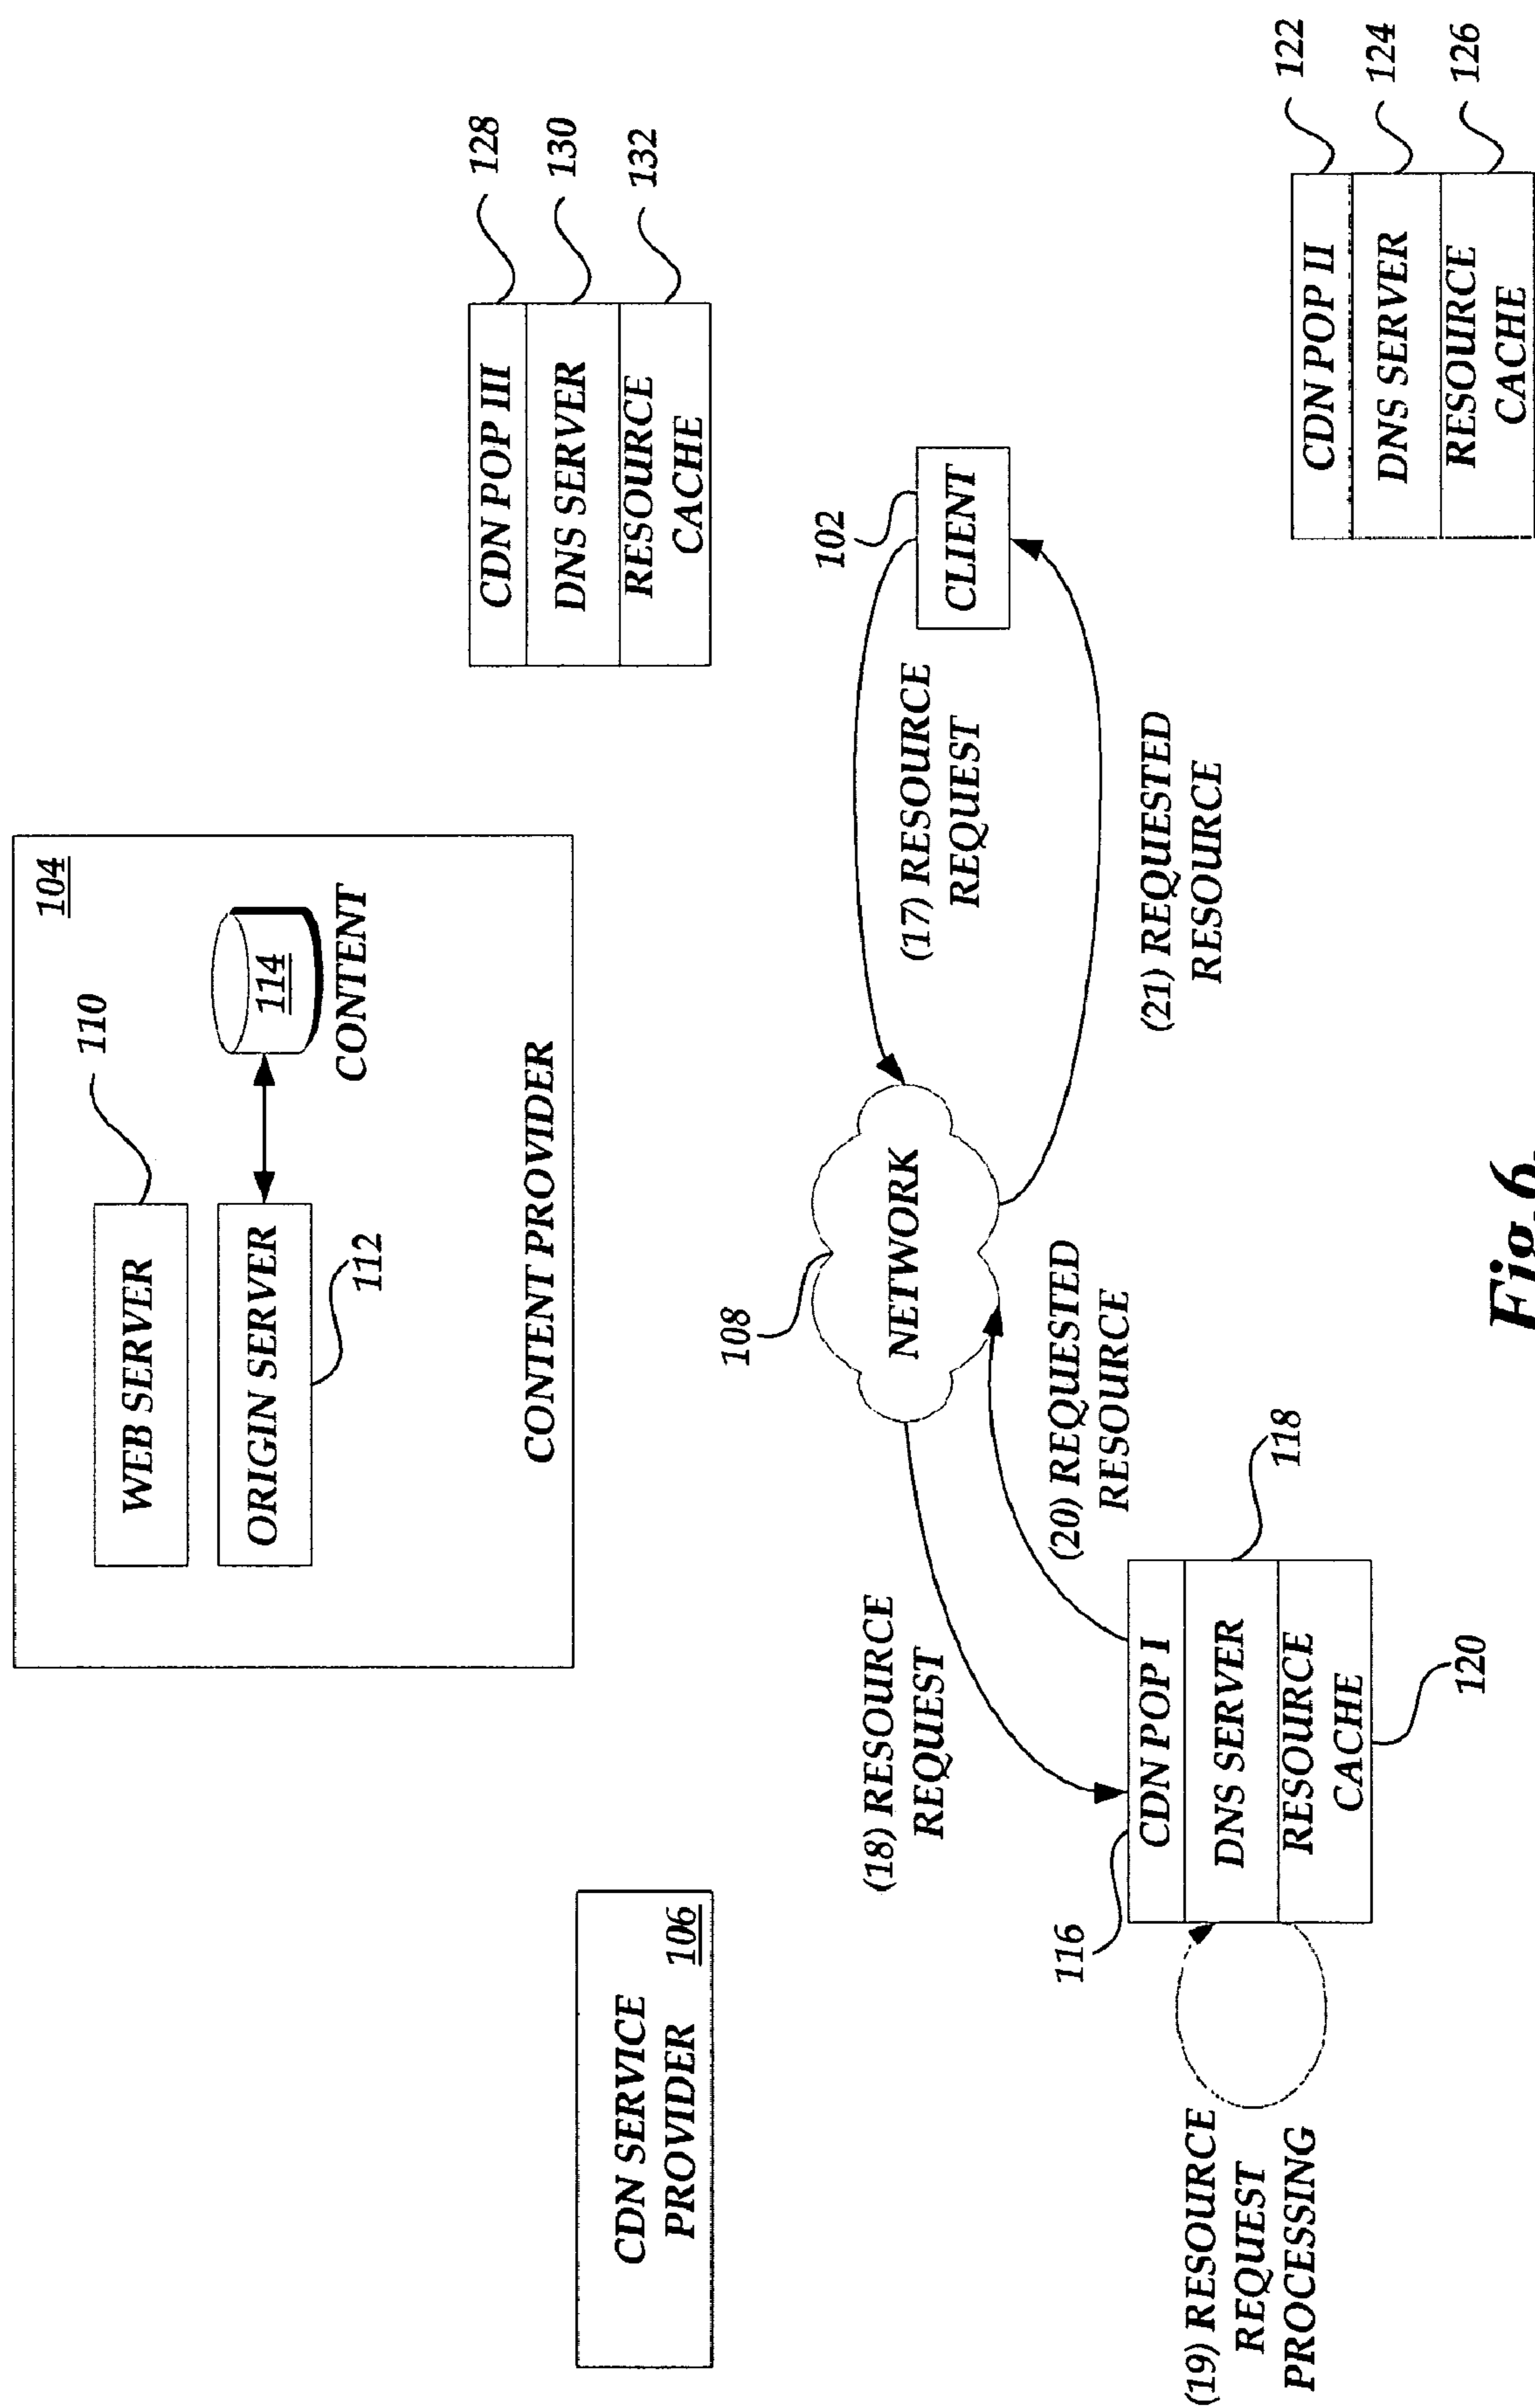 104
WEB SERVER
110
ORIGIN SERVER
112
114
CONTENT
CONTENT PROVIDER
CDN SERVICE
PROVIDER
106
CDN POP III
128
DNS SERVER
130
RESOURCE
CACHE
132
108
NETWORK
102
CLIENT
(17) RESOURCE
REQUEST
(18) RESOURCE
REQUEST
(19) RESOURCE
REQUEST
PROCESSING
(20) REQUESTED
RESOURCE
(21) REQUESTED
RESOURCE
116
CDN POP I
DNS SERVER
118
RESOURCE
CACHE
120
CDN POP II
122
DNS SERVER
124
RESOURCE
CACHE
126
Fig.6.